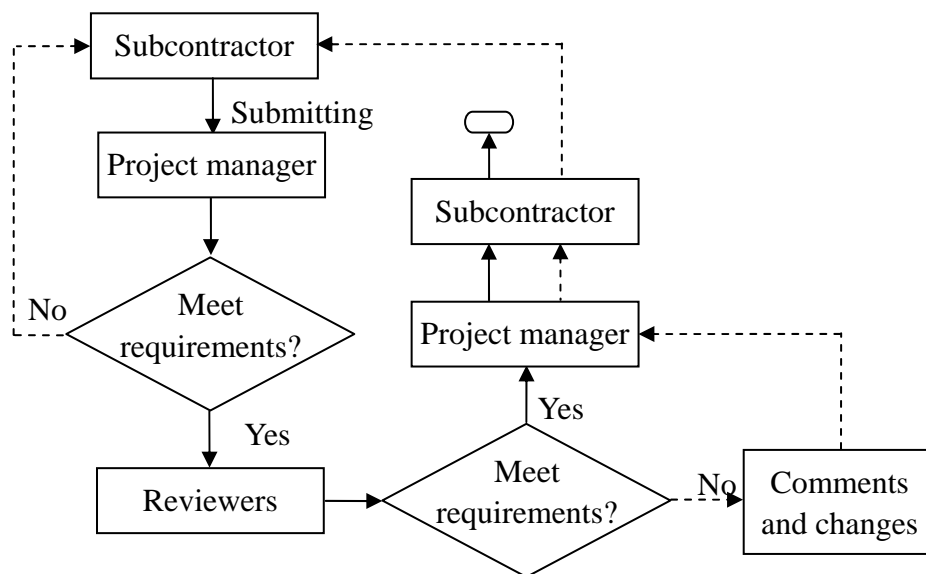 Subcontractor
Submitting
Project manager
No
Meet
requirements?
Yes
Reviewers
Subcontractor
Project manager
Yes
Meet
requirements?
No
Comments
and changes